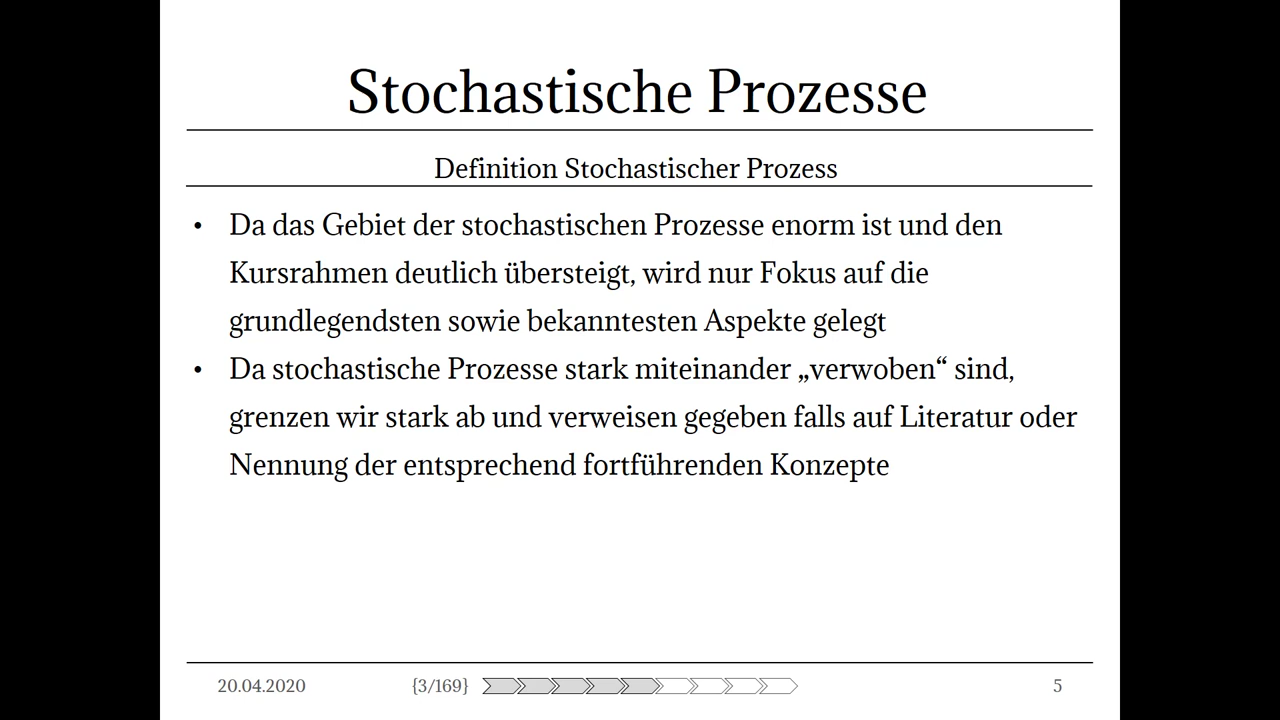 Stochastische Prozesse
Definition Stochastischer Prozess
• Da das Gebiet der stochastischen Prozesse enorm ist und den
Kursrahmen deutlich übersteigt, wird nur Fokus auf die
grundlegendsten sowie bekanntesten Aspekte gelegt
• Da stochastische Prozesse stark miteinander „verwoben“ sind,
grenzen wir stark ab und verweisen gegeben falls auf Literatur oder
Nennung der entsprechend fortführenden Konzepte
20.04.2020 {3/169} 5